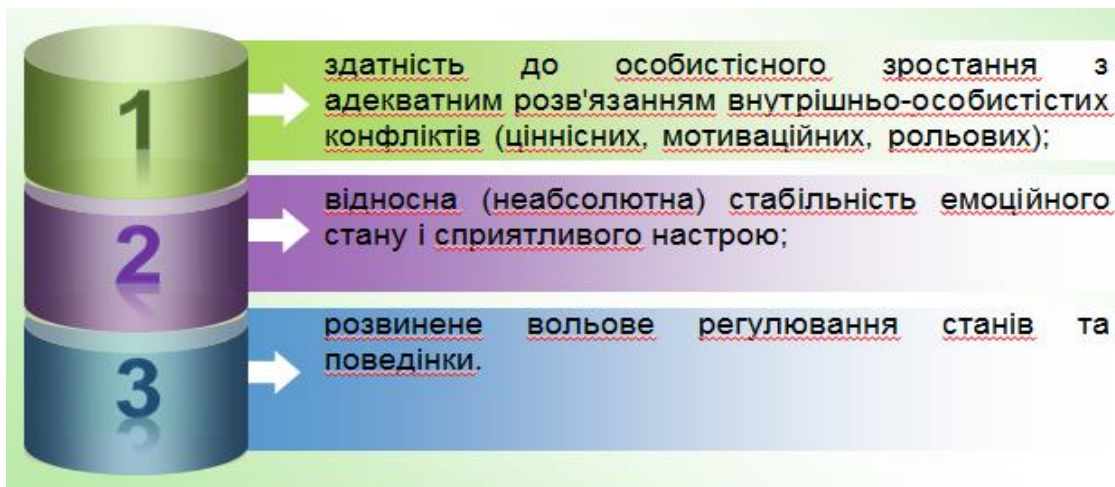 1
здатність до особистісного зростання з
адекватним розв'язанням внутрішньо-особистістих
конфліктів (ціннісних, мотиваційних, рольових);
2
відносна (неабсолютна) стабільність емоційного
стану і сприятливого настрою;
3
розвинене вольове регулювання станів та
поведінки.